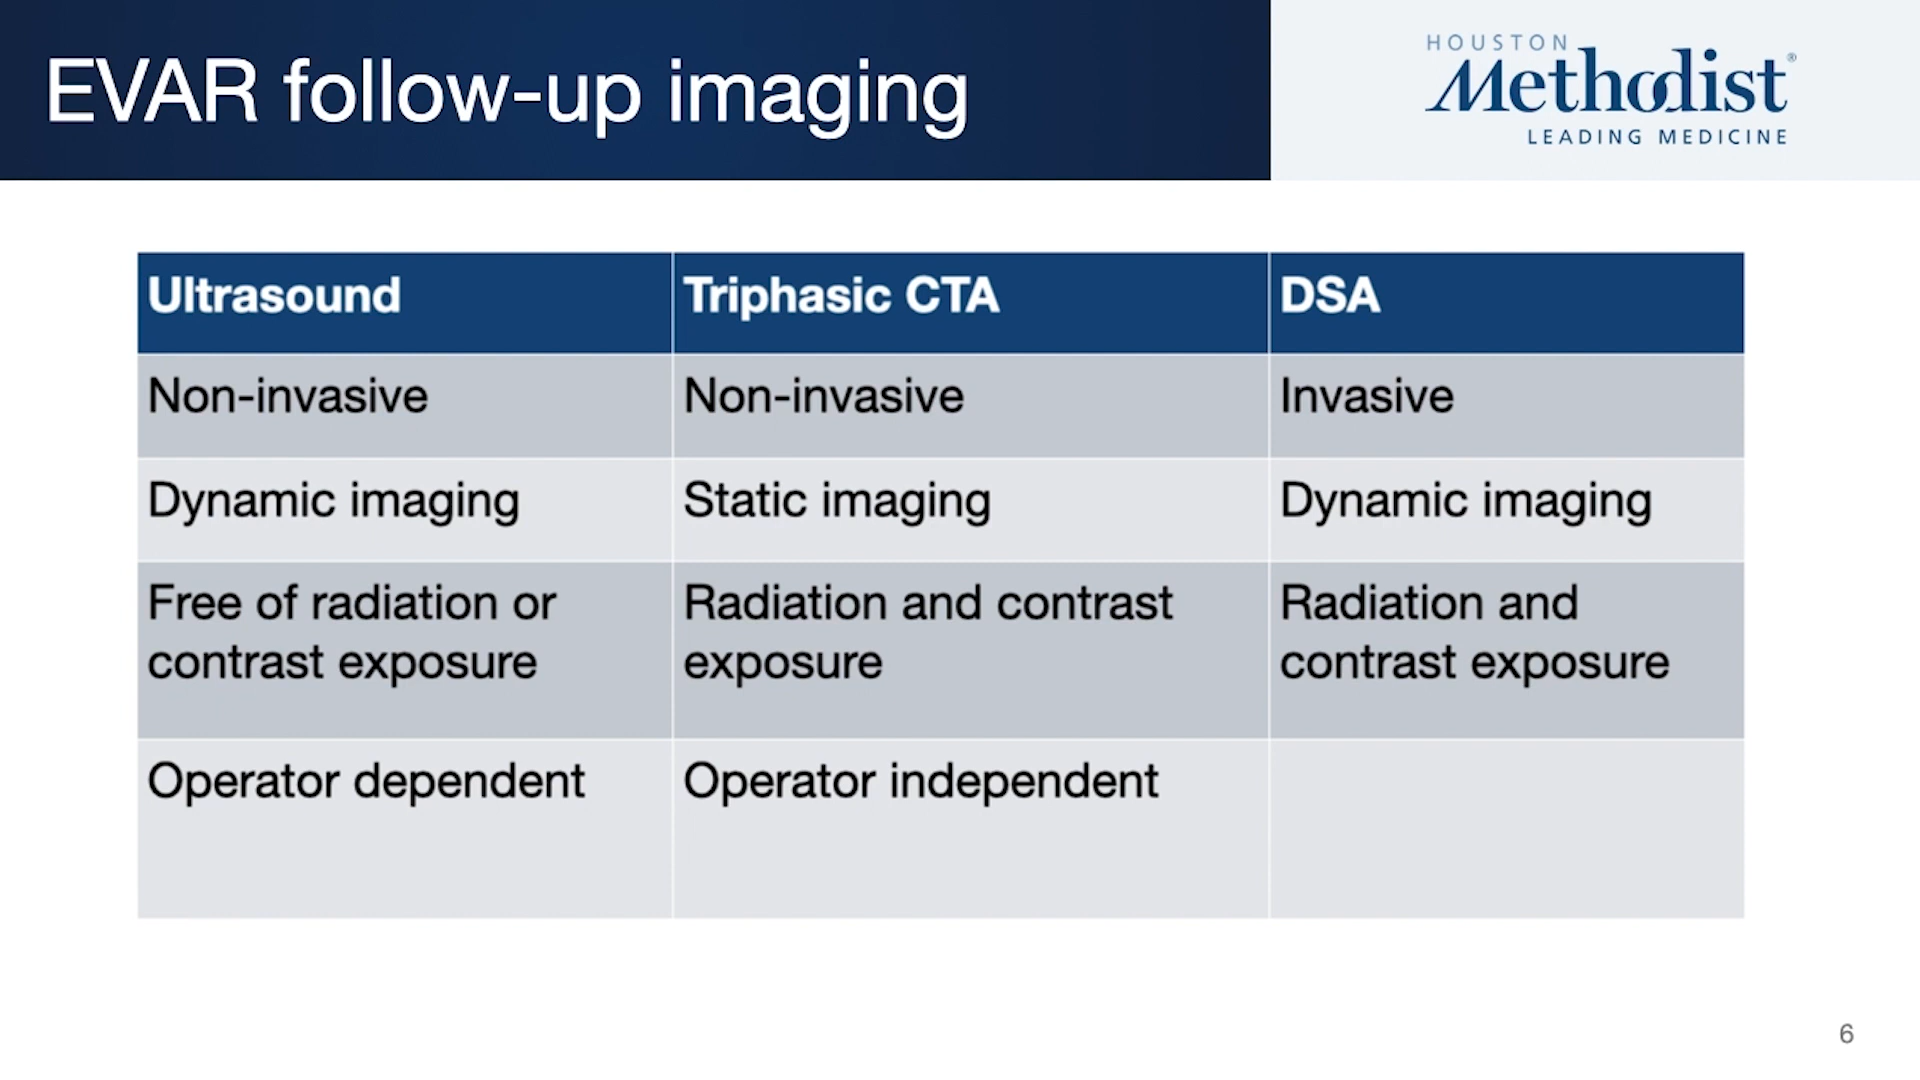 EVAR follow-up imaging
HOUSTON
Methodist®
LEADING MEDICINE
Ultrasound Triphasic CTA DSA
Non-invasive Non-invasive Invasive
Dynamic imaging Static imaging Dynamic imaging
Free of radiation or Radiation and contrast Radiation and
contrast exposure exposure contrast exposure
Operator dependent Operator independent
6